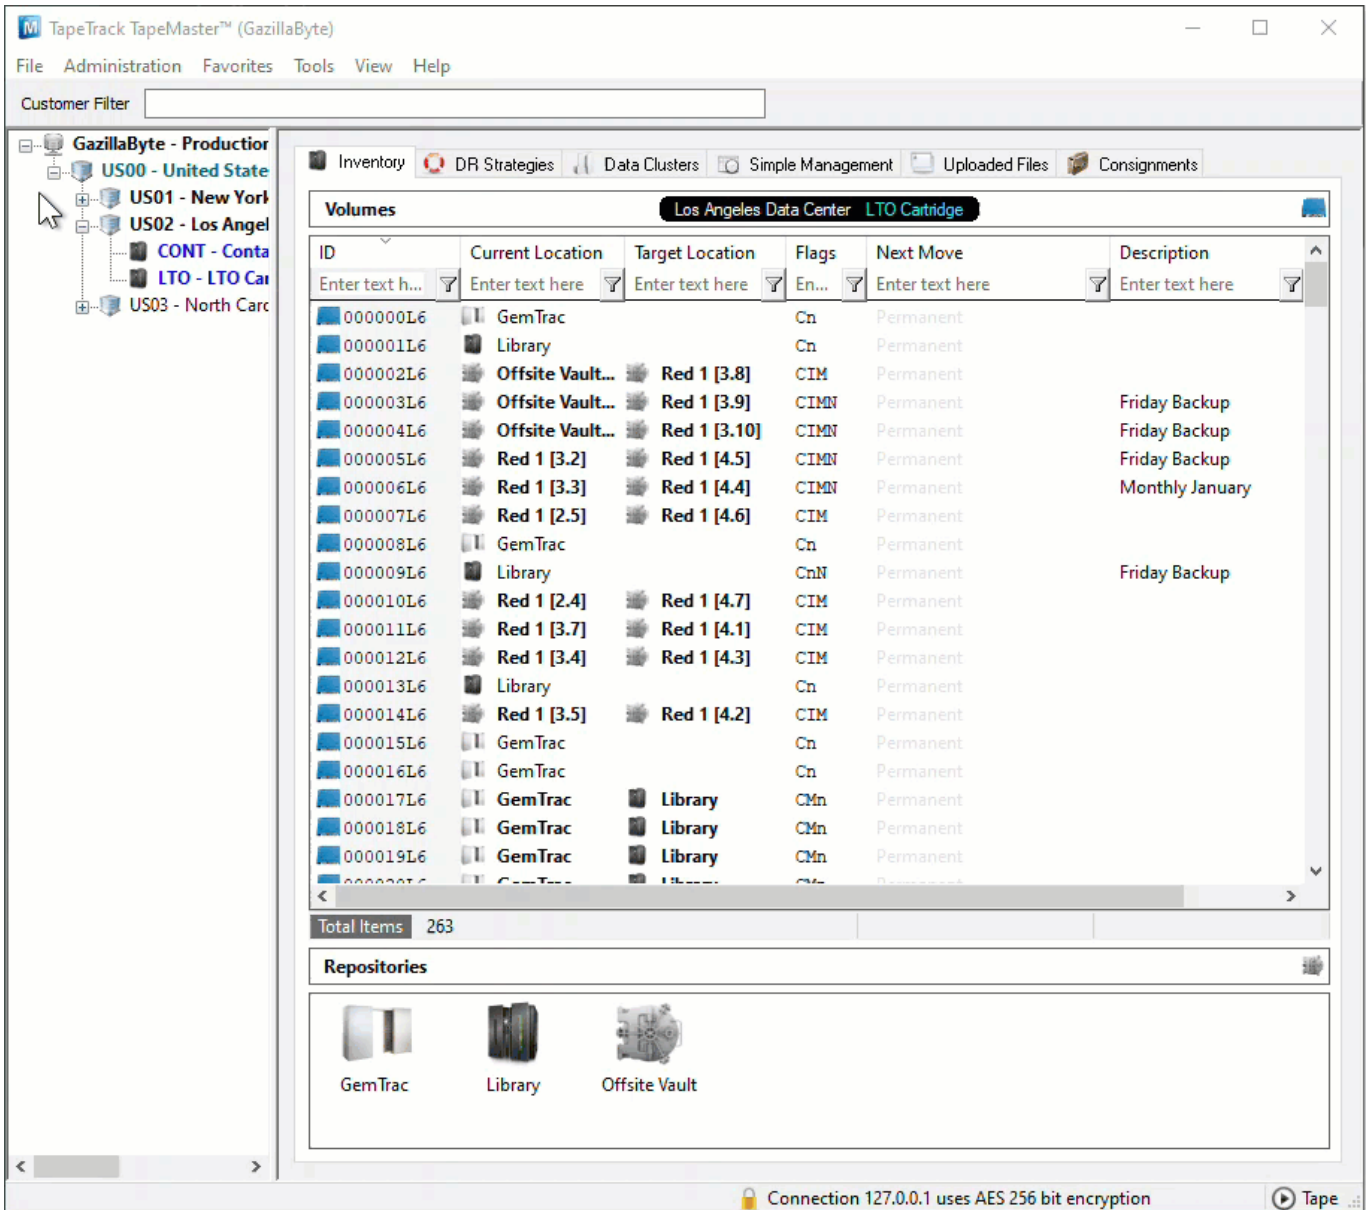 TapeTrack TapeMaster™ (GazillaByte)
File Administration Favorites Tools View Help
Customer Filter
GazillaByte - Production
US00 - United State
US01 - New York
US02 - Los Angel
CONT - Conta
LTO - LTO Car
US03 - North Carc
Inventory DR Strategies Data Clusters Simple Management Uploaded Files Consignments
Volumes Los Angeles Data Center LTO Cartridge
ID Current Location Target Location Flags Next Move Description
Enter text h... Enter text here Enter text here En... Enter text here Enter text here
000000L6 GemTrac Cn Permanent
000001L6 Library Cn Permanent
000002L6 Offsite Vault... Red 1 [3.8] CIM Permanent
000003L6 Offsite Vault... Red 1 [3.9] CIMN Permanent Friday Backup
000004L6 Offsite Vault... Red 1 [3.10] CIMN Permanent Friday Backup
000005L6 Red 1 [3.2] Red 1 [4.5] CIMN Permanent Friday Backup
000006L6 Red 1 [3.3] Red 1 [4.4] CIMN Permanent Monthly January
000007L6 Red 1 [2.5] Red 1 [4.6] CIM Permanent
000008L6 GemTrac Cn Permanent
000009L6 Library CnN Permanent Friday Backup
000010L6 Red 1 [2.4] Red 1 [4.7] CIM Permanent
000011L6 Red 1 [3.7] Red 1 [4.1] CIM Permanent
000012L6 Red 1 [3.4] Red 1 [4.3] CIM Permanent
000013L6 Library Cn Permanent
000014L6 Red 1 [3.5] Red 1 [4.2] CIM Permanent
000015L6 GemTrac Cn Permanent
000016L6 GemTrac Cn Permanent
000017L6 GemTrac Library CMn Permanent
000018L6 GemTrac Library CMn Permanent
000019L6 GemTrac Library CMn Permanent
Total Items 263
Repositories
GemTrac Library Offsite Vault
Connection 127.0.0.1 uses AES 256 bit encryption Tape